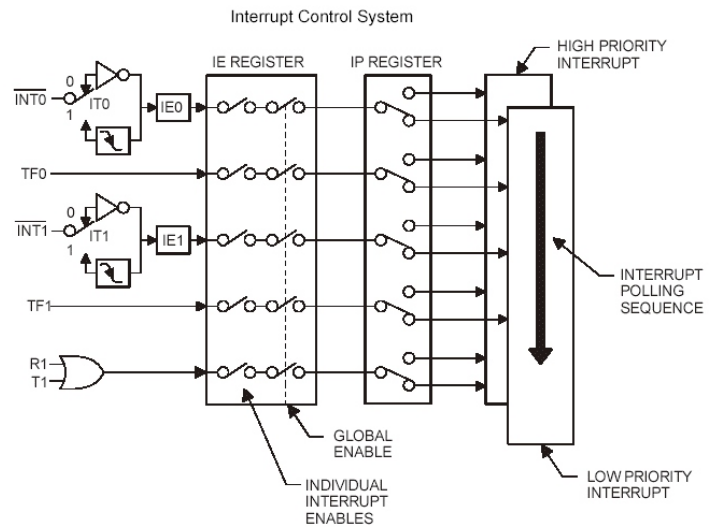 Interrupt Control System
IE REGISTER
IP REGISTER
HIGH PRIORITY
INTERRUPT
0
INT0
IT0
1
IE0
TF0
0
INT1
IT1
1
IE1
TF1
R1
T1
INTERRUPT
POLLING
SEQUENCE
GLOBAL
ENABLE
INDIVIDUAL
INTERRUPT
ENABLES
LOW PRIORITY
INTERRUPT